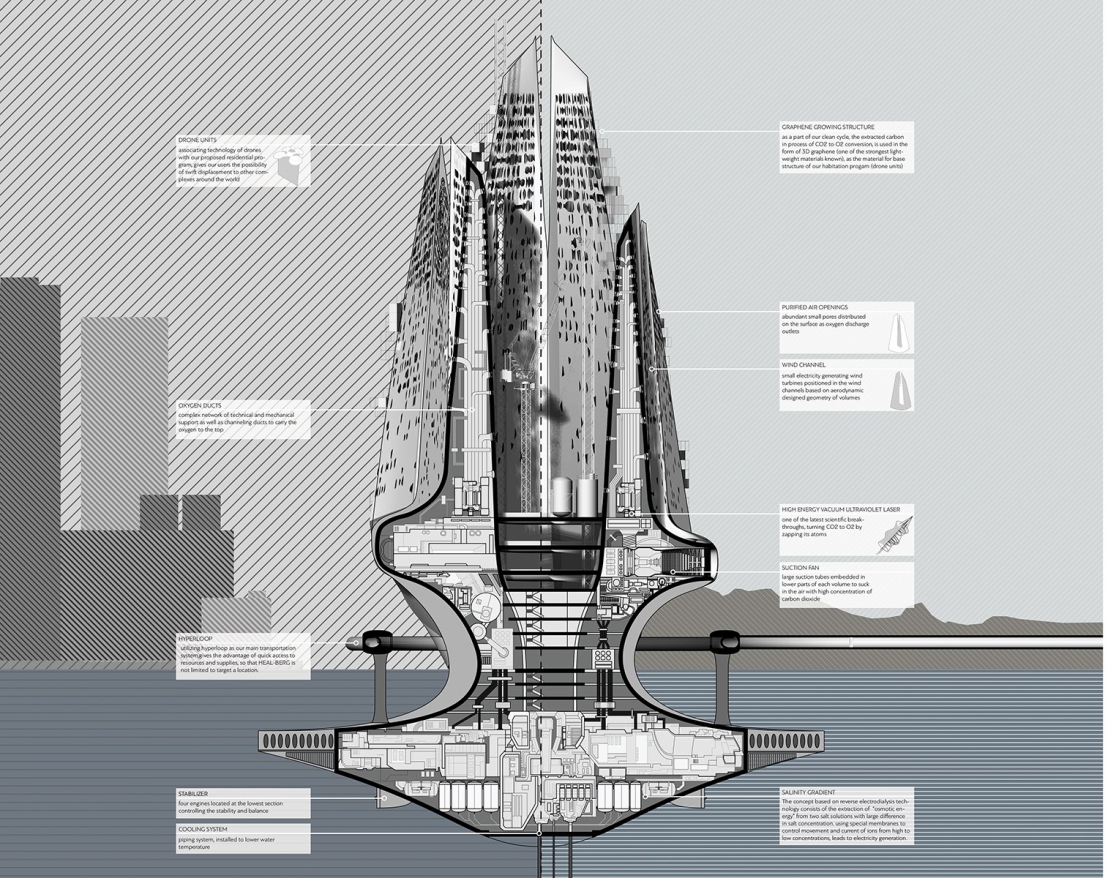 DRONE UNITS
associating technology of drones
with our proposed residential pro-
gram, gives our users the possibility
of swift displacement to other com-
plexes around the world
OXYGEN DUCTS
complex network of technical and mechanical
support as well as channeling ducts to carry the
oxygen to the top
HYPERLOOP
utilizing hyperloop as our main transportation
system,gives the advantage of quick access to
resources and supplies, so that HEAL-BERG is
not limited to target a location.
STABILIZER
four engines located at the lowest section
controlling the stability and balance
COOLING SYSTEM
piping system, installed to lower water
temperature
GRAPHENE GROWING STRUCTURE
as a part of our clean cycle, the extracted carbon
in process of CO2 to O2 conversion, is used in the
form of 3D graphene (one of the strongest light-
weight materials known), as the material for base
structure of our habitation progam (drone units)
PURIFIED AIR OPENINGS
abundant small pores distributed
on the surface as oxygen discharge
outlets
WIND CHANNEL
small electricity generating wind
turbines positioned in the wind
channels based on aerodynamic
designed geometry of volumes
HIGH ENERGY VACUUM ULTRAVIOLET LASER
one of the latest scientific break-
throughs, turning CO2 to O2 by
zapping its atoms
SUCTION FAN
large suction tubes embedded in
lower parts of each volume to suck
in the air with high concentration of
carbon dioxide
SALINITY GRADIENT
The concept based on reverse electrodialysis tech-
nology consists of the extrection of "osmotic en-
ergy" from two salt solutions with large difference
in salt concentration, using special membranes to
control movement and current of ions from high to
low concentrations, leads to electricity generation.